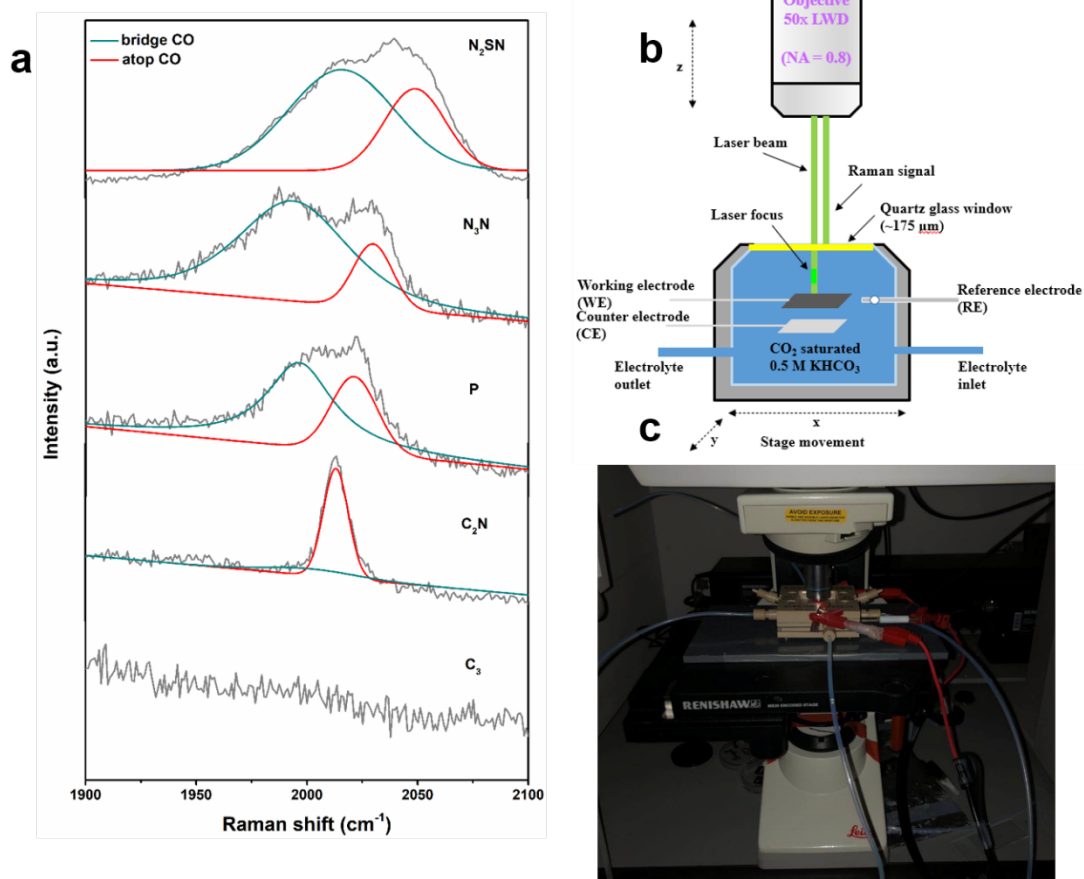 a
bridge CO
atop CO
N₂SN
N₃N
P
C₂N
C₃
Intensity (a.u.)
1900
1950
2000
2050
2100
Raman shift (cm⁻¹)
b
Objective
50x LWD
(NA = 0.8)
z
Laser beam
Raman signal
Laser focus
Quartz glass window
(~175 µm)
Working electrode
(WE)
Counter electrode
(CE)
Reference electrode
(RE)
CO₂ saturated
0.5 M KHCO₃
Electrolyte
outlet
Electrolyte
inlet
x
y
Stage movement
c
AVOID EXPOSURE
RENISHAW
Leica